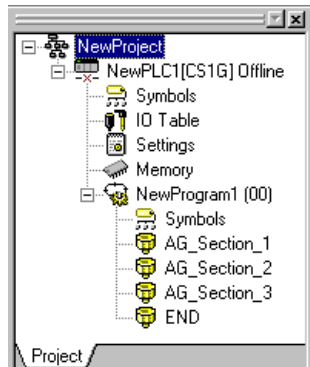 NewProject
NewPLC1[CS1G] Offline
Symbols
IO Table
Settings
Memory
NewProgram1 (00)
Symbols
AG_Section_1
AG_Section_2
AG_Section_3
END
Project